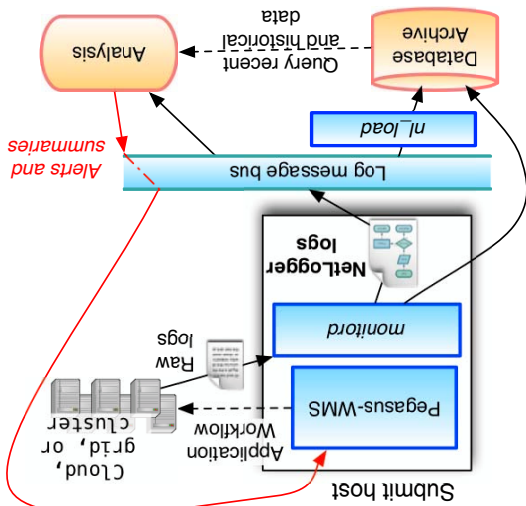 Submit host
Pegasus-WMS
Application
Workflow
Cloud,
grid, or
cluster
monitord
Raw
logs
NetLogger
logs
Log message bus
Alerts and
summaries
nl_load
Database
Archive
Query recent
and historical
data
Analysis